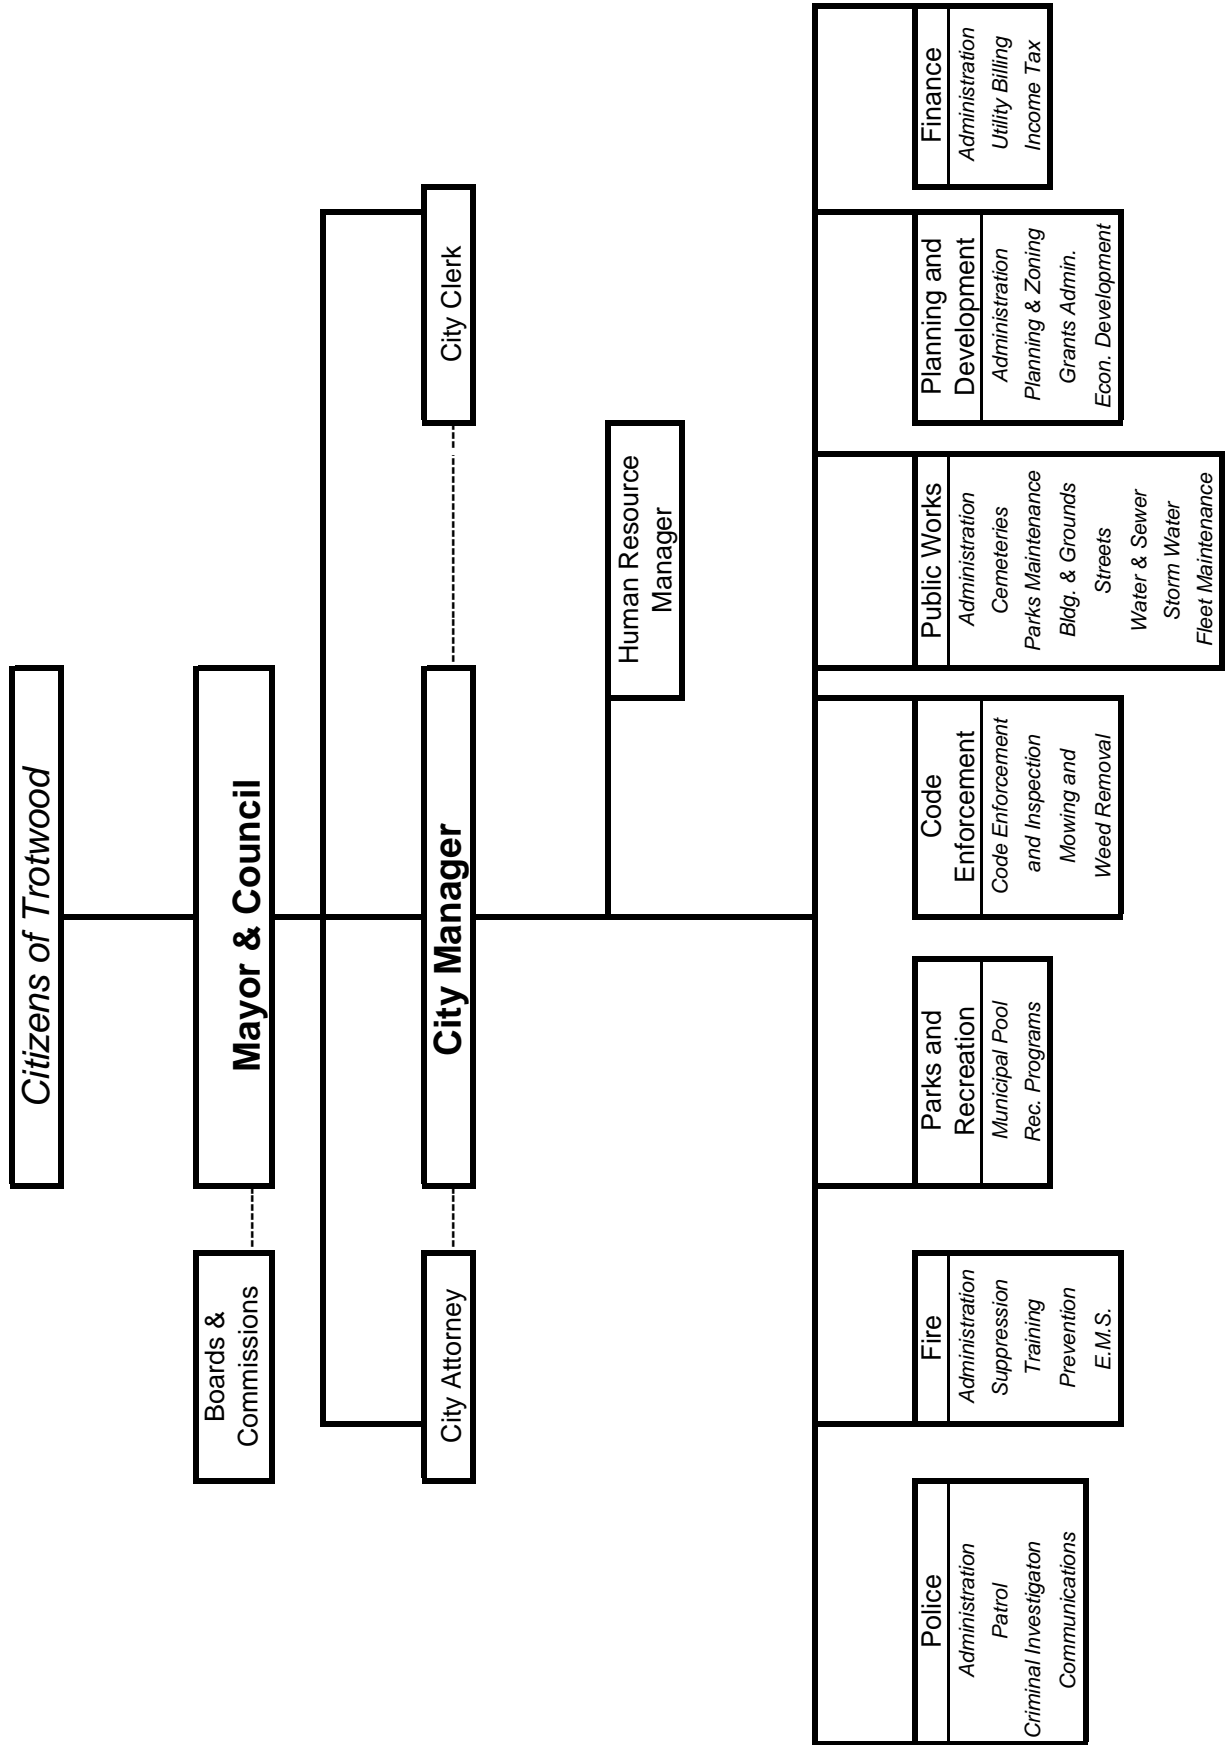 Citizens of Trotwood
Boards &
Commissions
Mayor & Council
City Attorney
City Manager
City Clerk
Human Resource
Manager
Police
Administration
Patrol
Criminal Investigaton
Communications
Fire
Administration
Suppression
Training
Prevention
E.M.S.
Parks and
Recreation
Municipal Pool
Rec. Programs
Code
Enforcement
Code Enforcement
and Inspection
Mowing and
Weed Removal
Public Works
Administration
Cemeteries
Parks Maintenance
Bldg. & Grounds
Streets
Water & Sewer
Storm Water
Fleet Maintenance
Planning and
Development
Administration
Planning & Zoning
Grants Admin.
Econ. Development
Finance
Administration
Utility Billing
Income Tax